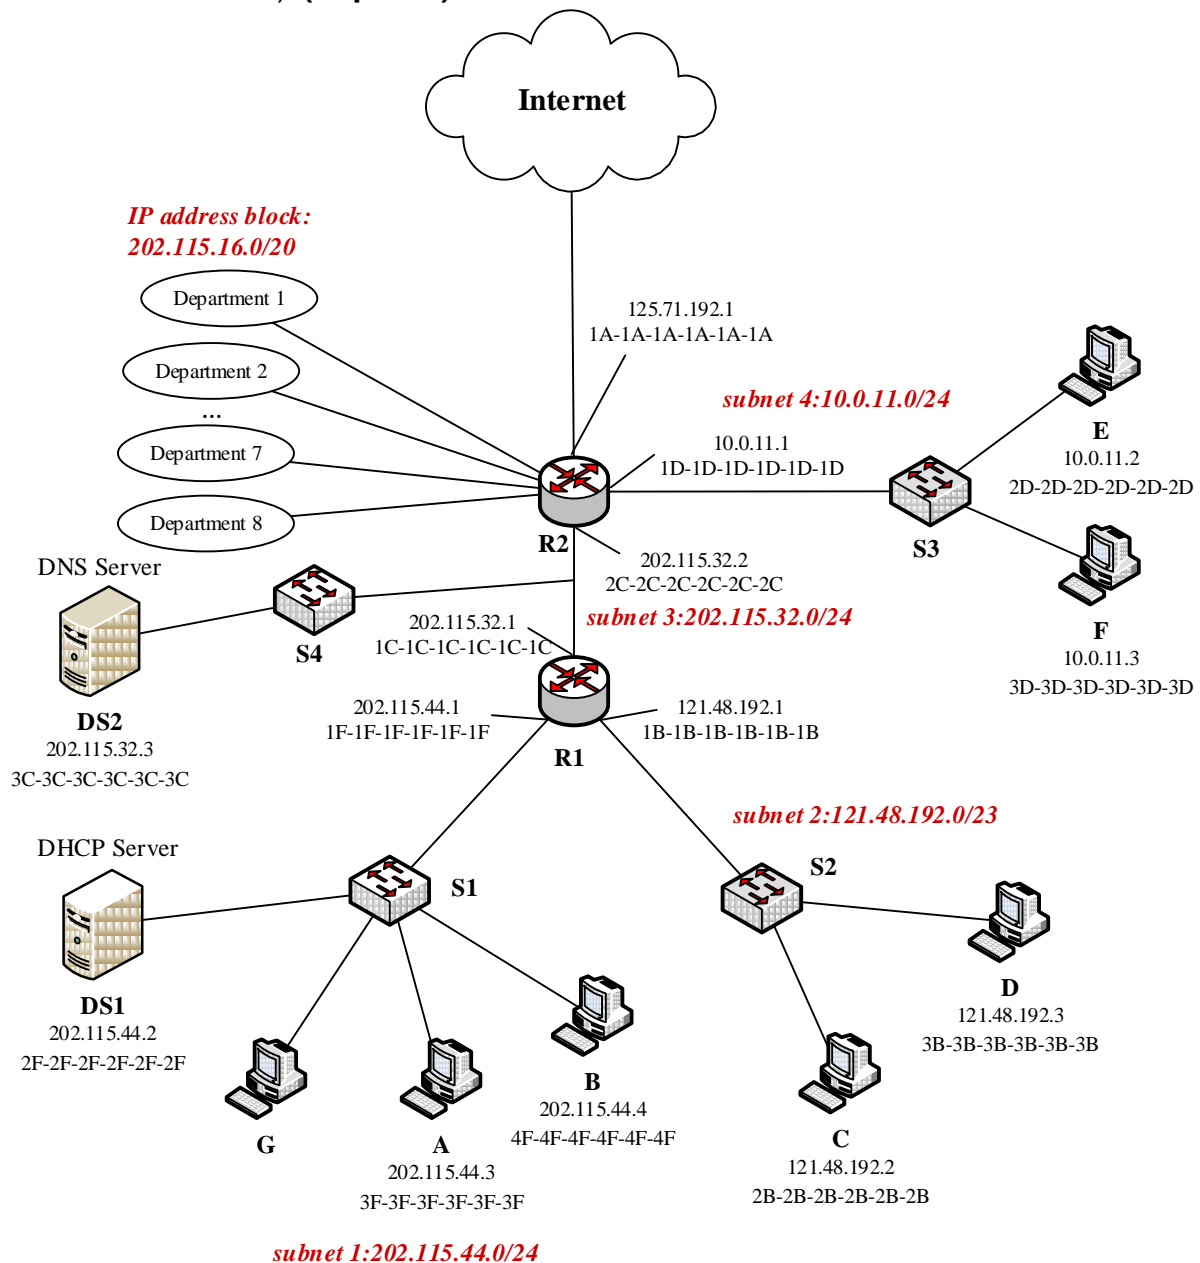 Internet
IP address block:
202.115.16.0/20
Department 1
Department 2
...
Department 7
Department 8
125.71.192.1
1A-1A-1A-1A-1A-1A
subnet 4:10.0.11.0/24
10.0.11.1
1D-1D-1D-1D-1D-1D
E
10.0.11.2
2D-2D-2D-2D-2D-2D
R2
S3
DNS Server
202.115.32.2
2C-2C-2C-2C-2C-2C
subnet 3:202.115.32.0/24
202.115.32.1
1C-1C-1C-1C-1C-1C
S4
F
10.0.11.3
3D-3D-3D-3D-3D-3D
DS2
202.115.32.3
3C-3C-3C-3C-3C-3C
202.115.44.1
1F-1F-1F-1F-1F-1F
121.48.192.1
1B-1B-1B-1B-1B-1B
R1
subnet 2:121.48.192.0/23
DHCP Server
S1
S2
DS1
202.115.44.2
2F-2F-2F-2F-2F-2F
D
121.48.192.3
3B-3B-3B-3B-3B-3B
B
202.115.44.4
4F-4F-4F-4F-4F-4F
G
A
202.115.44.3
3F-3F-3F-3F-3F-3F
C
121.48.192.2
2B-2B-2B-2B-2B-2B
subnet 1:202.115.44.0/24